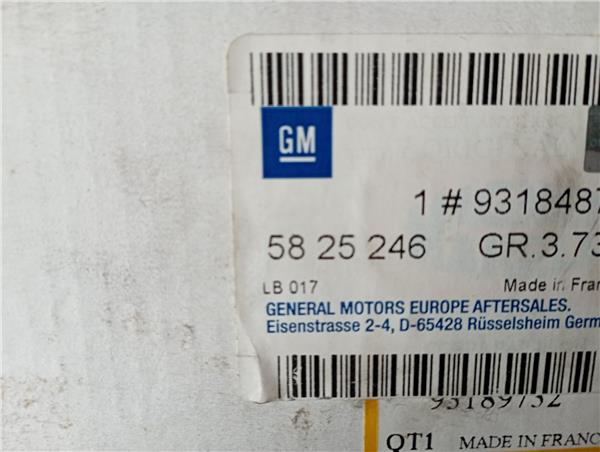 GM
1 # 9318487
58 25 246 GR.3.73
LB 017 Made in Fran
GENERAL MOTORS EUROPE AFTERSALES.
Eisenstrasse 2-4, D-65428 Rüsselsheim Germ
93189732
QT1 MADE IN FRANC